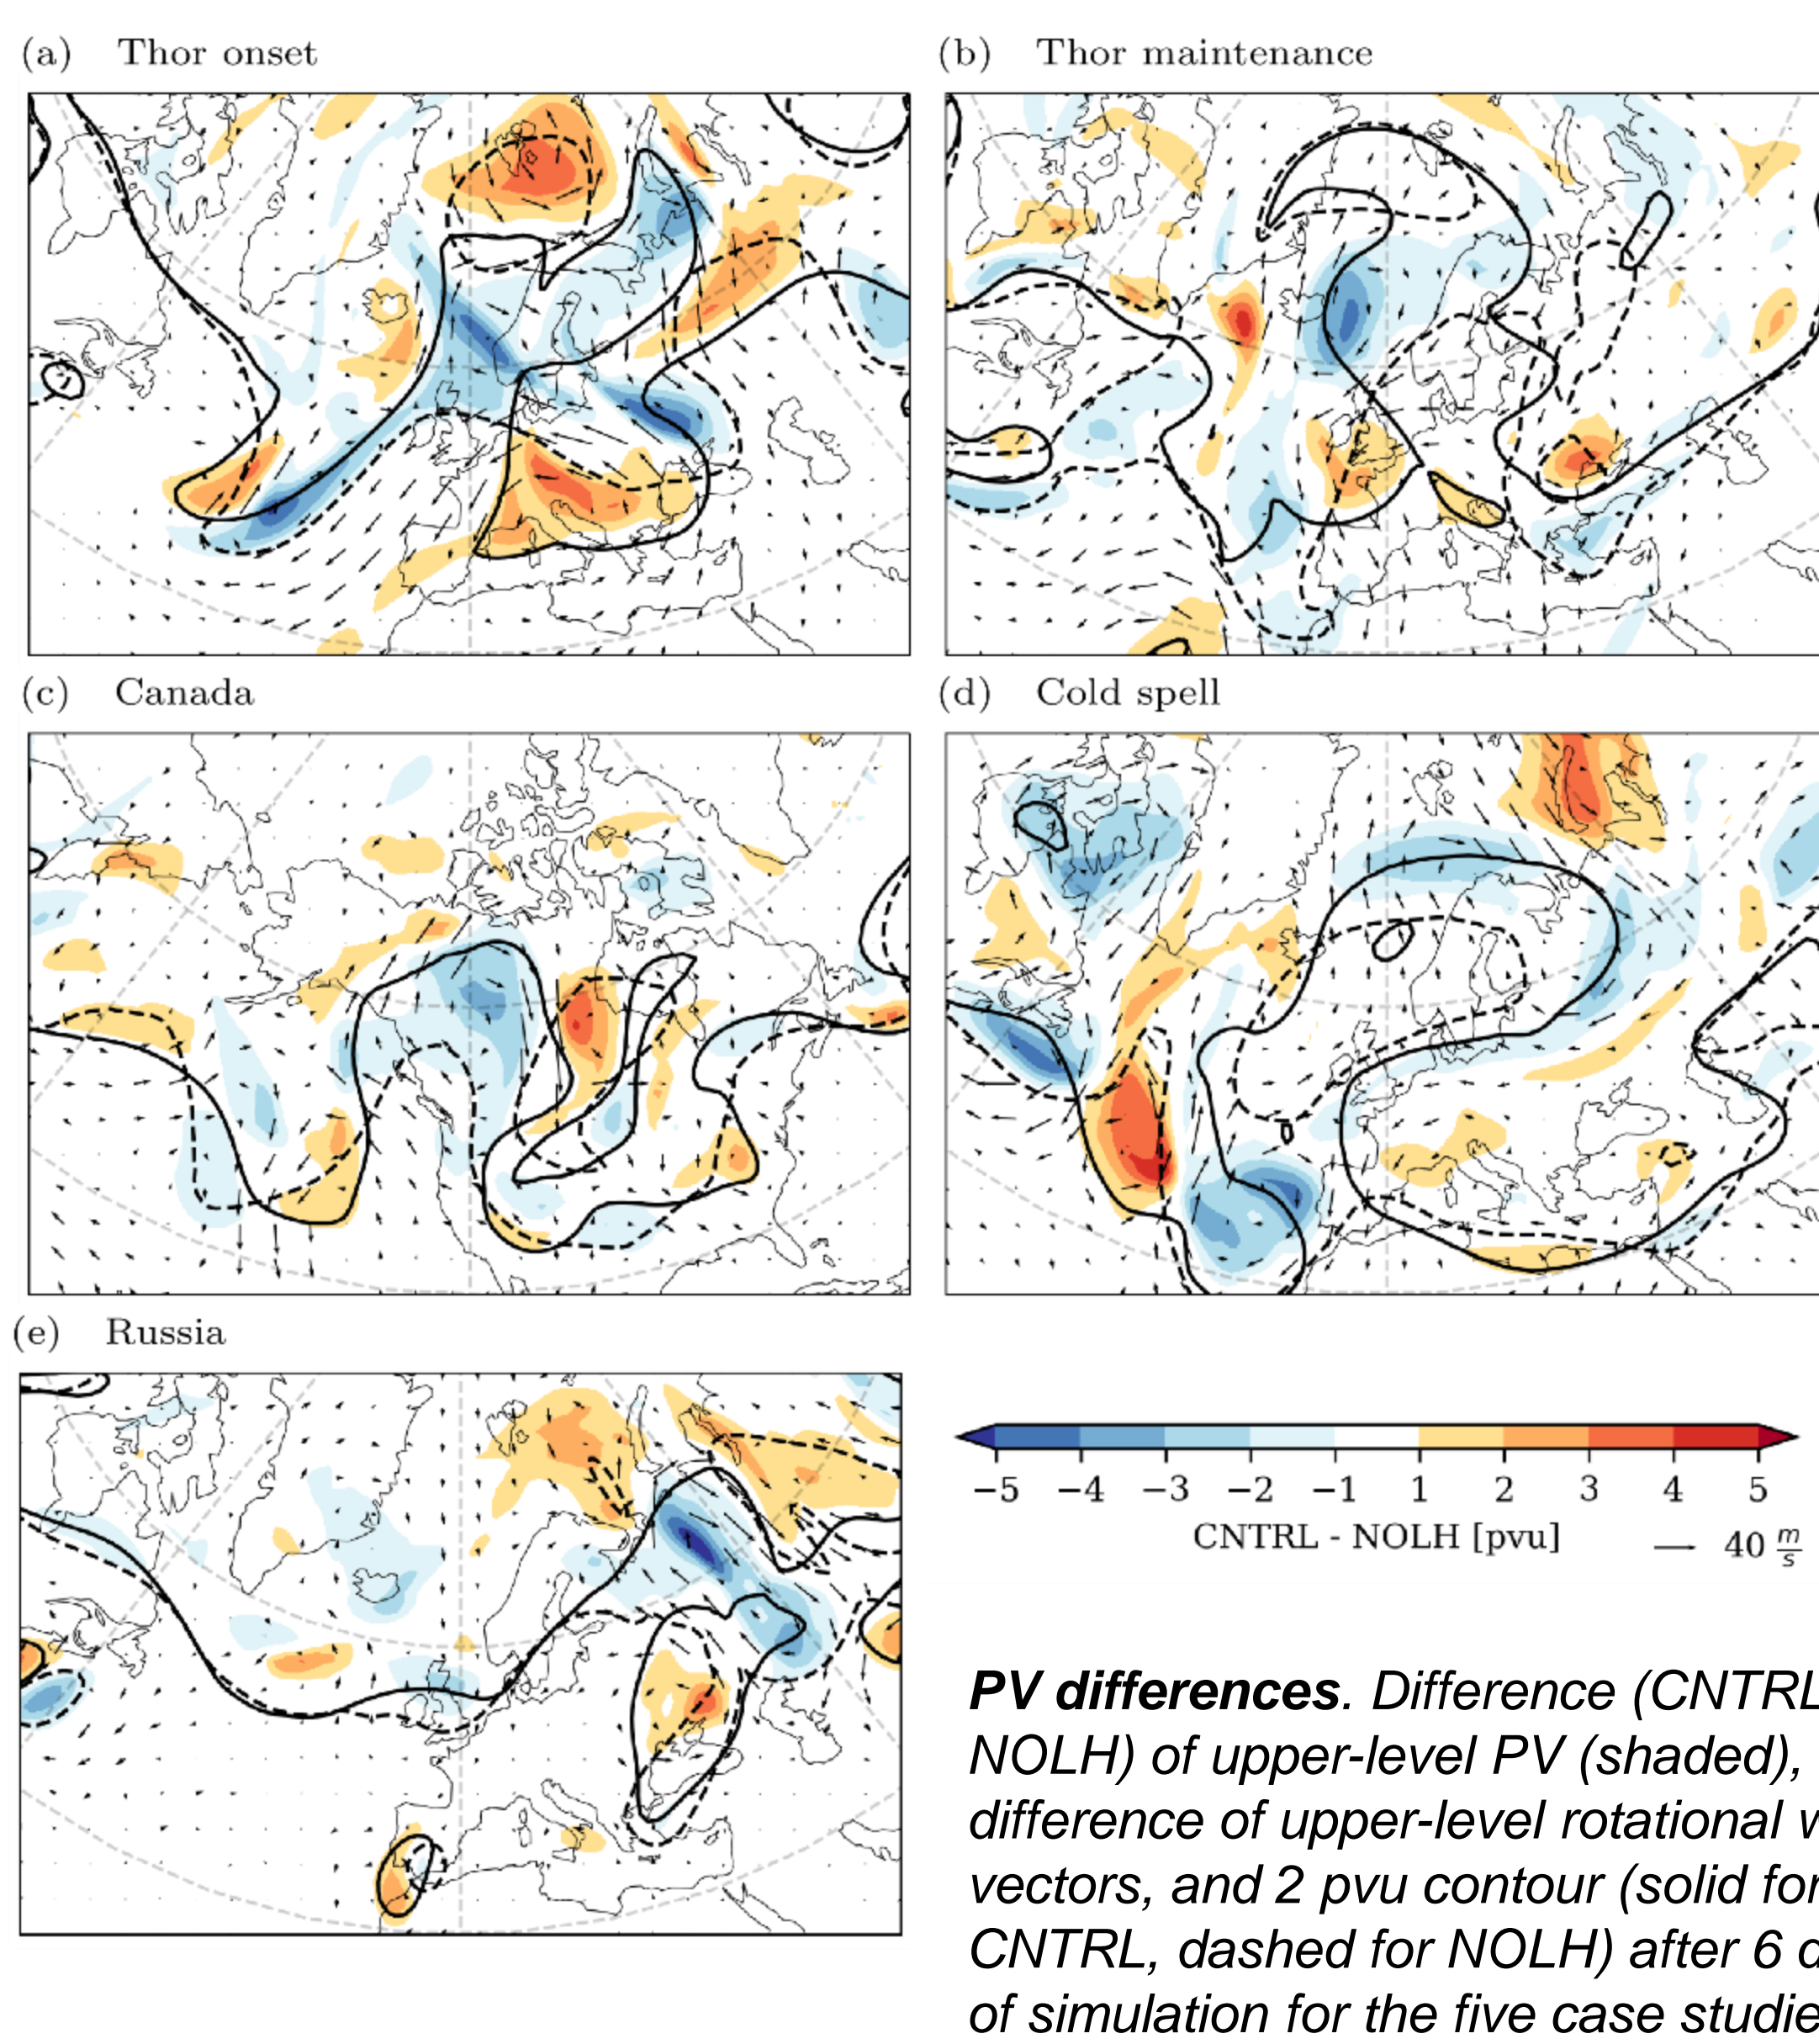 (a) Thor onset
(b) Thor maintenance
(c) Canada
(d) Cold spell
(e) Russia
−5 −4 −3 −2 −1 1 2 3 4 5
CNTRL - NOLH [pvu]
40 m/s
PV differences. Difference (CNTRL
NOLH) of upper-level PV (shaded),
difference of upper-level rotational
vectors, and 2 pvu contour (solid for
CNTRL, dashed for NOLH) after 6
of simulation for the five case studie